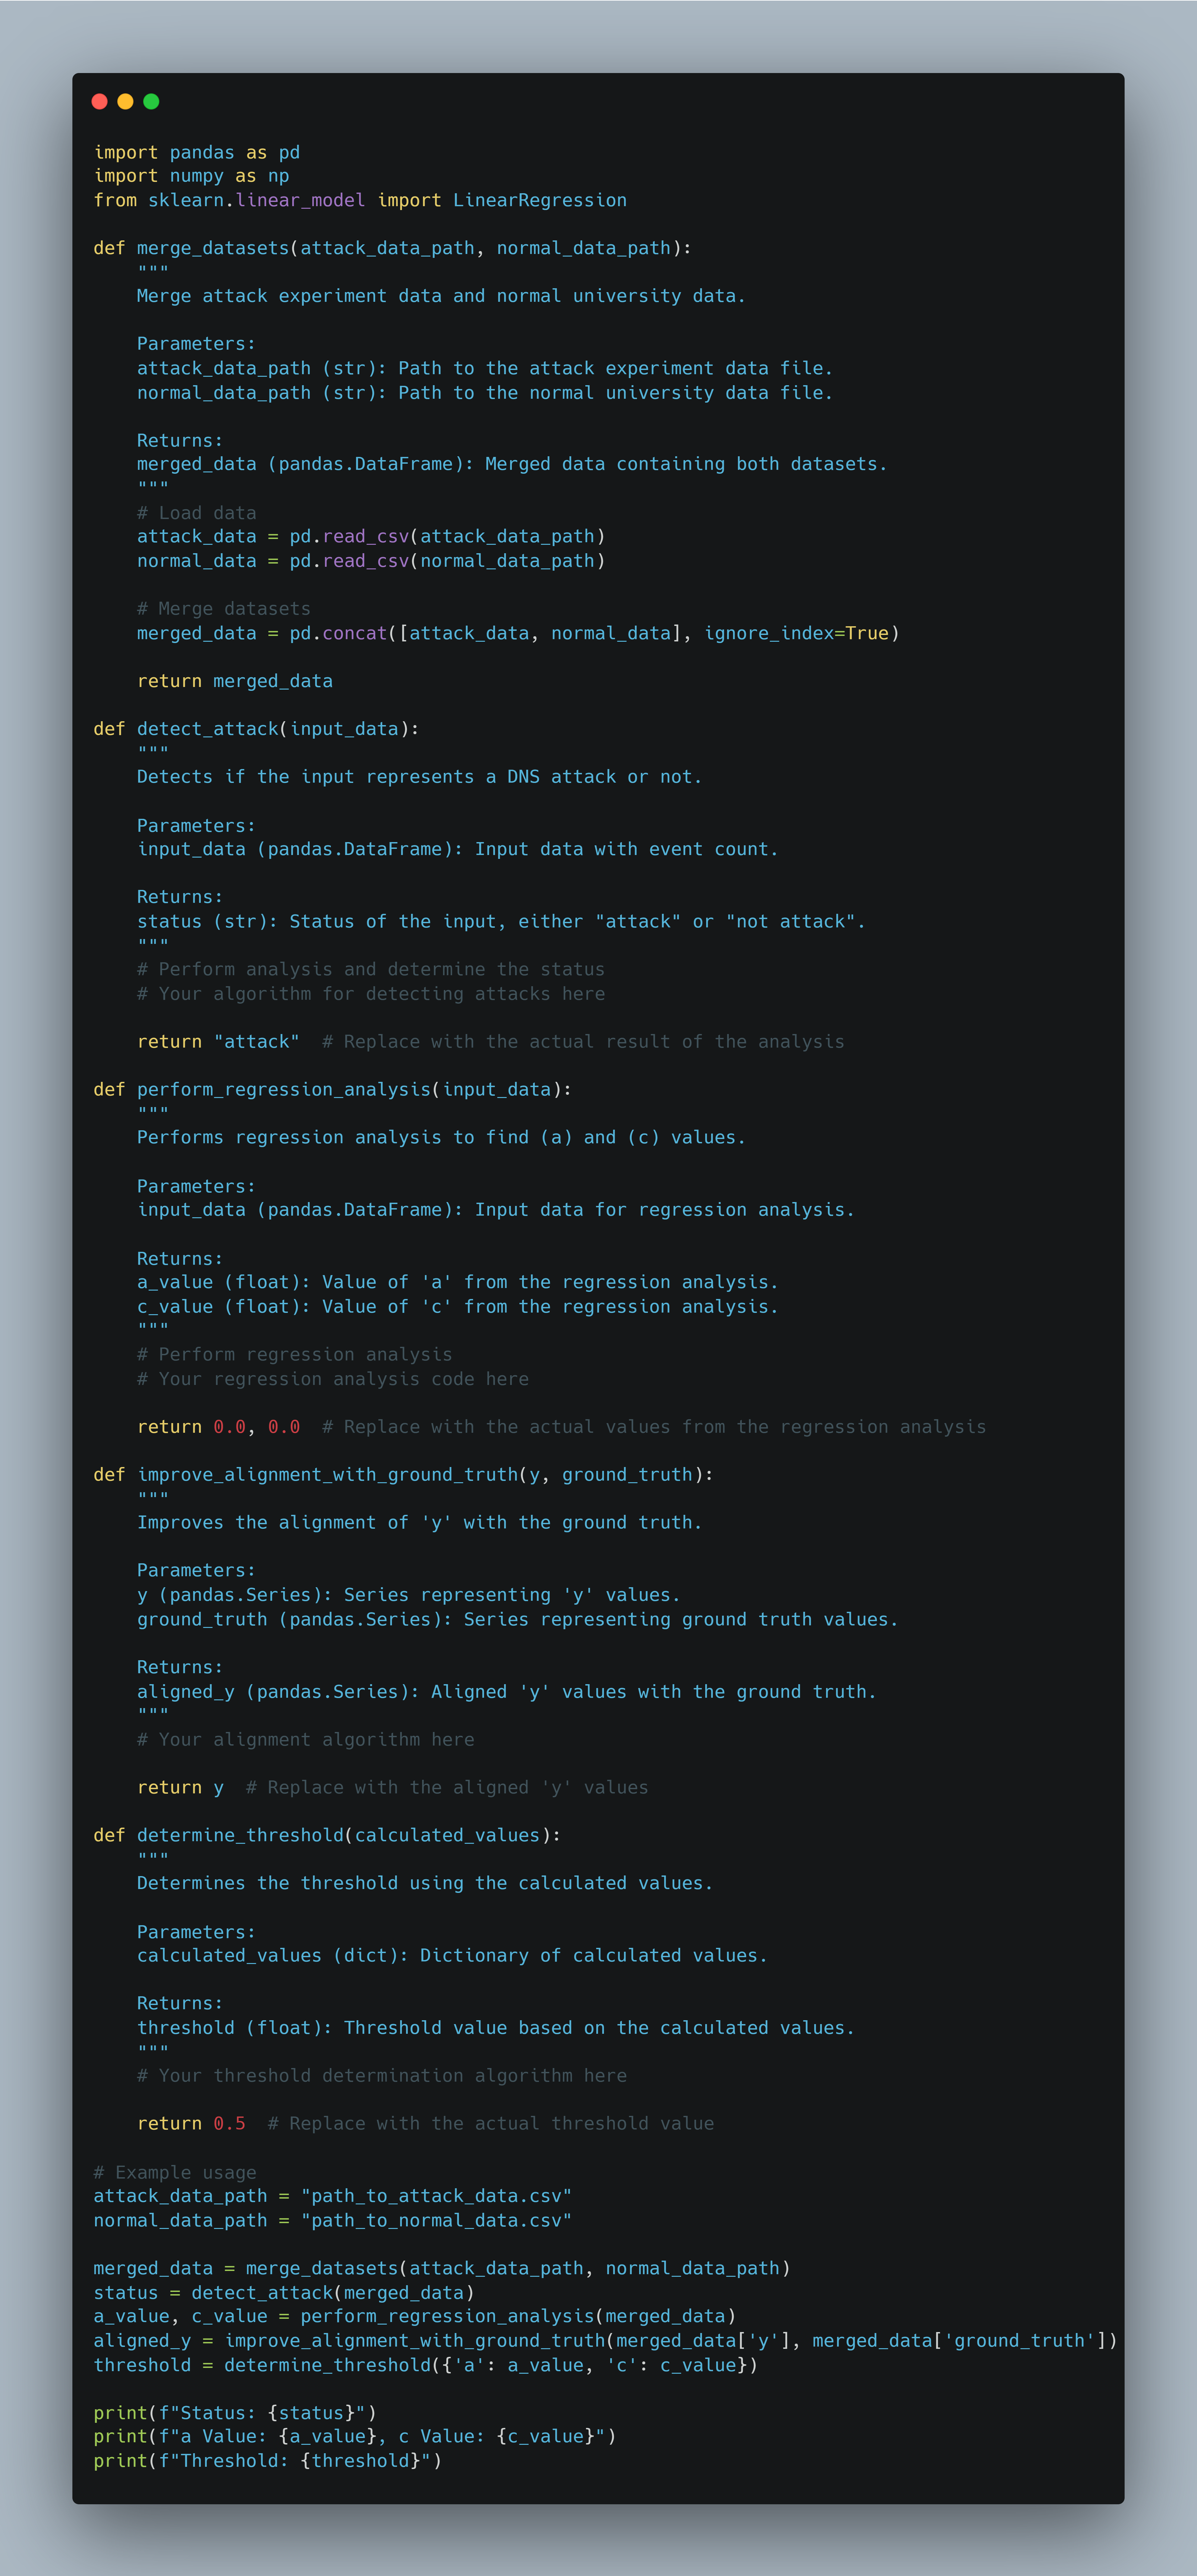 import pandas as pd
import numpy as np
from sklearn.linear_model import LinearRegression

def merge_datasets(attack_data_path, normal_data_path):
    """
    Merge attack experiment data and normal university data.

    Parameters:
    attack_data_path (str): Path to the attack experiment data file.
    normal_data_path (str): Path to the normal university data file.

    Returns:
    merged_data (pandas.DataFrame): Merged data containing both datasets.
    """
    # Load data
    attack_data = pd.read_csv(attack_data_path)
    normal_data = pd.read_csv(normal_data_path)

    # Merge datasets
    merged_data = pd.concat([attack_data, normal_data], ignore_index=True)

    return merged_data

def detect_attack(input_data):
    """
    Detects if the input represents a DNS attack or not.

    Parameters:
    input_data (pandas.DataFrame): Input data with event count.

    Returns:
    status (str): Status of the input, either "attack" or "not attack".
    """
    # Perform analysis and determine the status
    # Your algorithm for detecting attacks here

    return "attack"  # Replace with the actual result of the analysis

def perform_regression_analysis(input_data):
    """
    Performs regression analysis to find (a) and (c) values.

    Parameters:
    input_data (pandas.DataFrame): Input data for regression analysis.

    Returns:
    a_value (float): Value of 'a' from the regression analysis.
    c_value (float): Value of 'c' from the regression analysis.
    """
    # Perform regression analysis
    # Your regression analysis code here

    return 0.0, 0.0  # Replace with the actual values from the regression analysis

def improve_alignment_with_ground_truth(y, ground_truth):
    """
    Improves the alignment of 'y' with the ground truth.

    Parameters:
    y (pandas.Series): Series representing 'y' values.
    ground_truth (pandas.Series): Series representing ground truth values.

    Returns:
    aligned_y (pandas.Series): Aligned 'y' values with the ground truth.
    """
    # Your alignment algorithm here

    return y  # Replace with the aligned 'y' values

def determine_threshold(calculated_values):
    """
    Determines the threshold using the calculated values.

    Parameters:
    calculated_values (dict): Dictionary of calculated values.

    Returns:
    threshold (float): Threshold value based on the calculated values.
    """
    # Your threshold determination algorithm here

    return 0.5  # Replace with the actual threshold value

# Example usage
attack_data_path = "path_to_attack_data.csv"
normal_data_path = "path_to_normal_data.csv"

merged_data = merge_datasets(attack_data_path, normal_data_path)
status = detect_attack(merged_data)
a_value, c_value = perform_regression_analysis(merged_data)
aligned_y = improve_alignment_with_ground_truth(merged_data['y'], merged_data['ground_truth'])
threshold = determine_threshold({'a': a_value, 'c': c_value})

print(f"Status: {status}")
print(f"a Value: {a_value}, c Value: {c_value}")
print(f"Threshold: {threshold}")